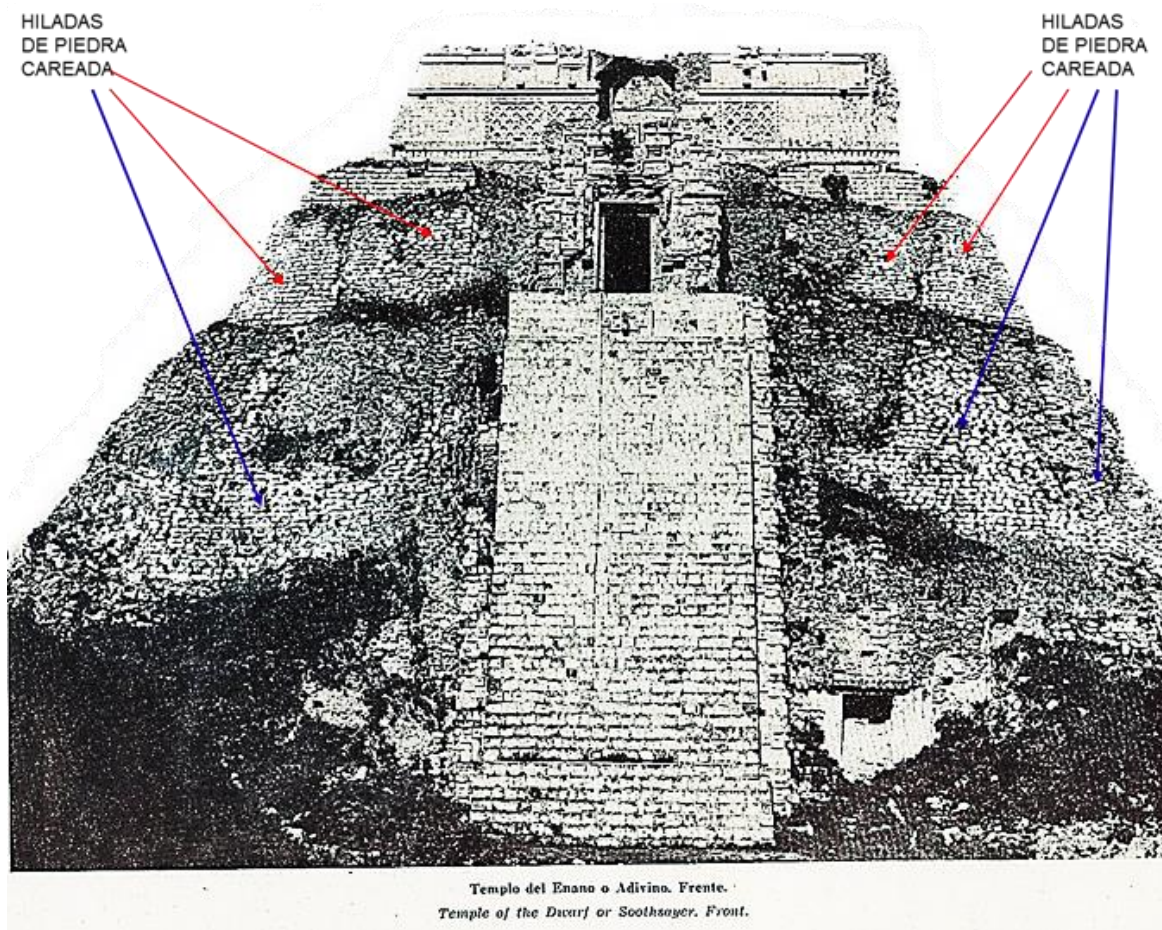 HILADAS
DE PIEDRA
CAREADA
HILADAS
DE PIEDRA
CAREADA
Templo del Enano o Adivino. Frente.
Temple of the Dwarf or Soothsayer. Front.